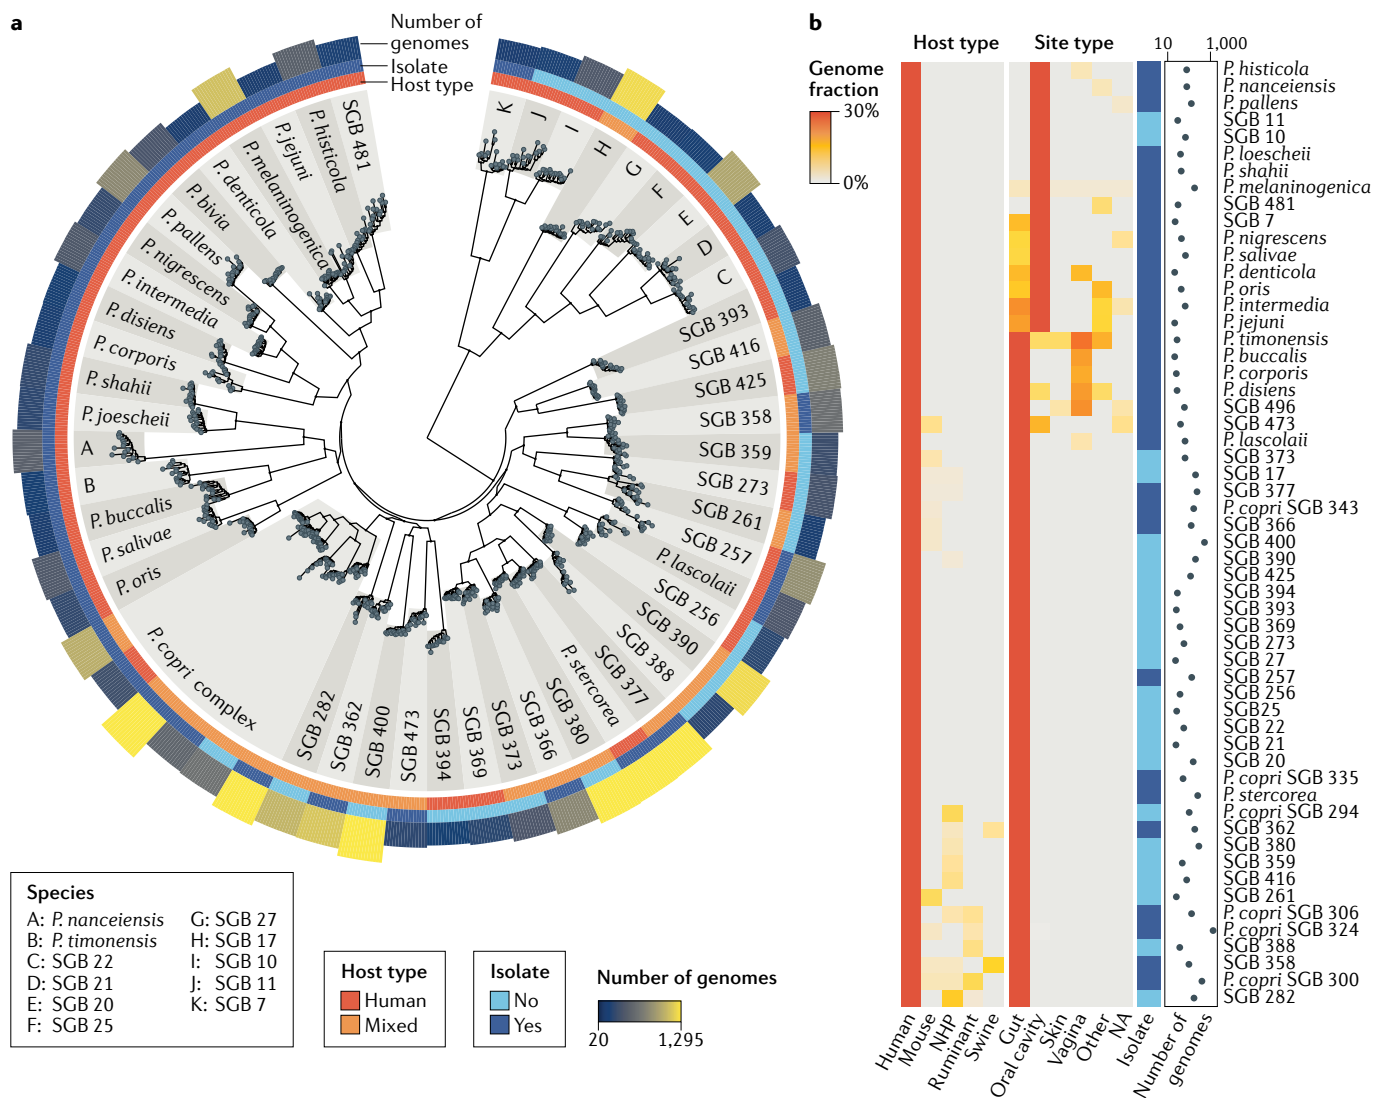 a
Number of
genomes
Isolate
Host type
K
J
I
H
G
F
E
D
C
SGB 393
SGB 416
SGB 425
SGB 358
SGB 359
SGB 273
SGB 261
SGB 257
P. lascolaii
SGB 256
SGB 390
SGB 388
SGB 377
P. stercorea
SGB 380
SGB 366
SGB 373
SGB 369
SGB 394
SGB 473
SGB 400
SGB 362
SGB 282
P. copri complex
P. oris
P. salivae
P. buccalis
B
A
P. joescheii
P. shahii
P. corporis
P. disiens
P. intermedia
P. nigrescens
P. pallens
P. bivia
P. denticola
P. melaninogenica
P. jejuni
P. histicola
SGB 481
Species
A: P. nanceiensis
B: P. timonensis
C: SGB 22
D: SGB 21
E: SGB 20
F: SGB 25
G: SGB 27
H: SGB 17
I: SGB 10
J: SGB 11
K: SGB 7
Host type
Human
Mixed
Isolate
No
Yes
Number of genomes
20
1,295
b
Host type
Site type
10
1,000
Genome
fraction
30%
0%
P. histicola
P. nanceiensis
P. pallens
SGB 11
SGB 10
P. loescheii
P. shahii
P. melaninogenica
SGB 481
SGB 7
P. nigrescens
P. salivae
P. denticola
P. oris
P. intermedia
P. jejuni
P. timonensis
P. buccalis
P. corporis
P. disiens
SGB 496
SGB 473
P. lascolaii
SGB 373
SGB 17
SGB 377
P. copri SGB 343
SGB 366
SGB 400
SGB 390
SGB 425
SGB 394
SGB 393
SGB 369
SGB 273
SGB 27
SGB 257
SGB 256
SGB25
SGB 22
SGB 21
SGB 20
P. copri SGB 335
P. stercorea
P. copri SGB 294
SGB 362
SGB 380
SGB 359
SGB 416
SGB 261
P. copri SGB 306
P. copri SGB 324
SGB 388
SGB 358
P. copri SGB 300
SGB 282
Human
Mouse
NHP
Ruminant
Swine
Gut
Oral cavity
Skin
Vagina
Other
NA
Isolate
Number of
genomes